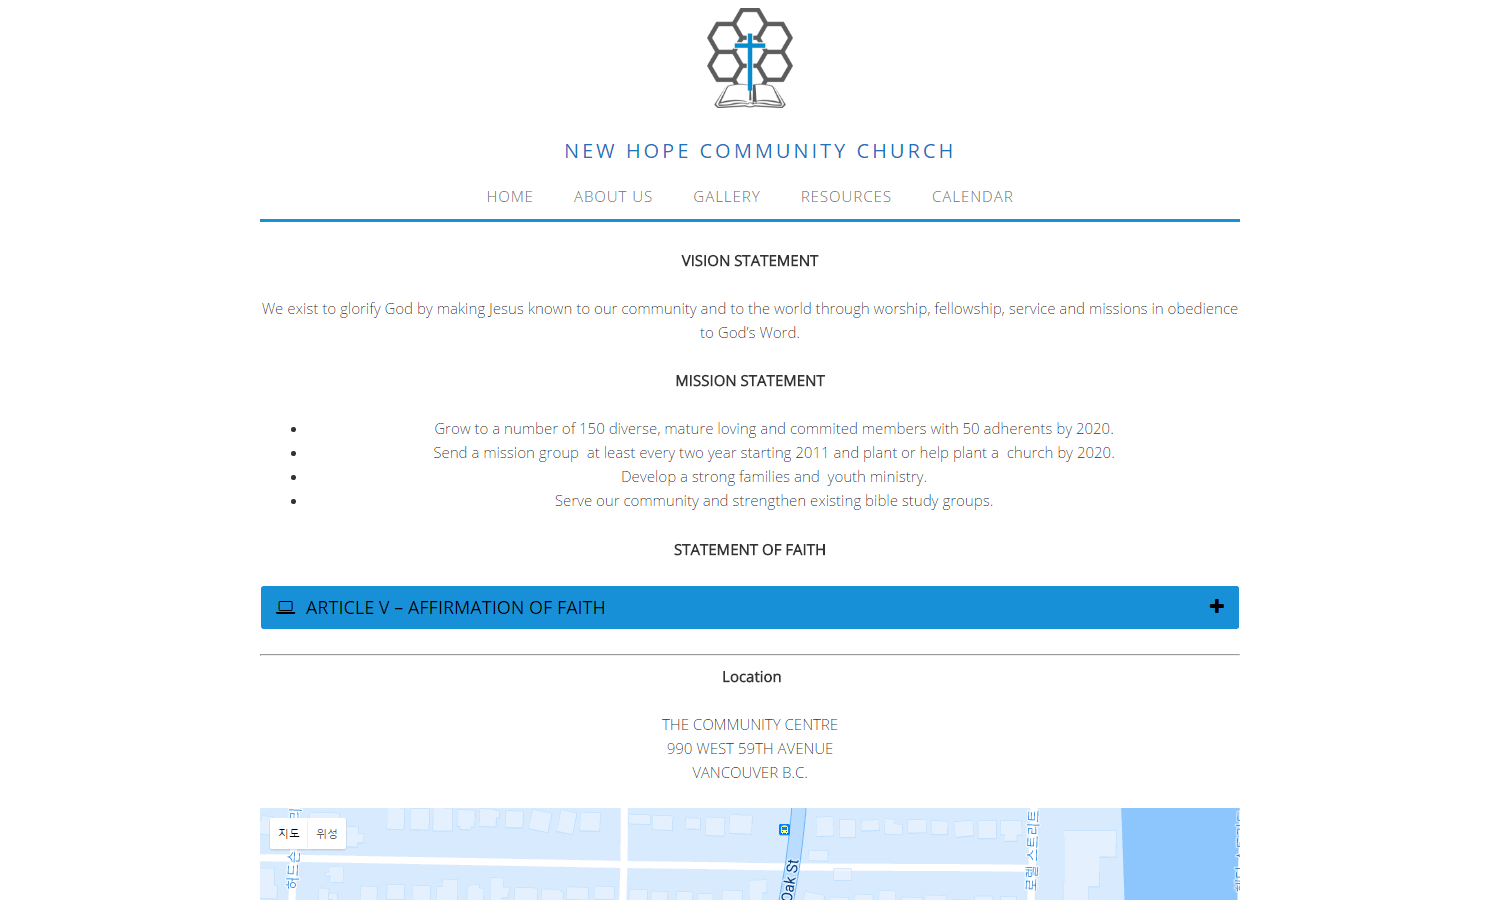 NEW HOPE COMMUNITY CHURCH
HOME ABOUT US GALLERY RESOURCES CALENDAR
VISION STATEMENT
We exist to glorify God by making Jesus known to our community and to the world through worship, fellowship, service and missions in obedience
to God’s Word.
MISSION STATEMENT
Grow to a number of 150 diverse, mature loving and commited members with 50 adherents by 2020.
Send a mission group  at least every two year starting 2011 and plant or help plant a  church by 2020.
Develop a strong families and  youth ministry.
Serve our community and strengthen existing bible study groups.
STATEMENT OF FAITH
ARTICLE V – AFFIRMATION OF FAITH
Location
THE COMMUNITY CENTRE
990 WEST 59TH AVENUE
VANCOUVER B.C.
지도 위성
허드슨
Oak St
로렐 스트리트